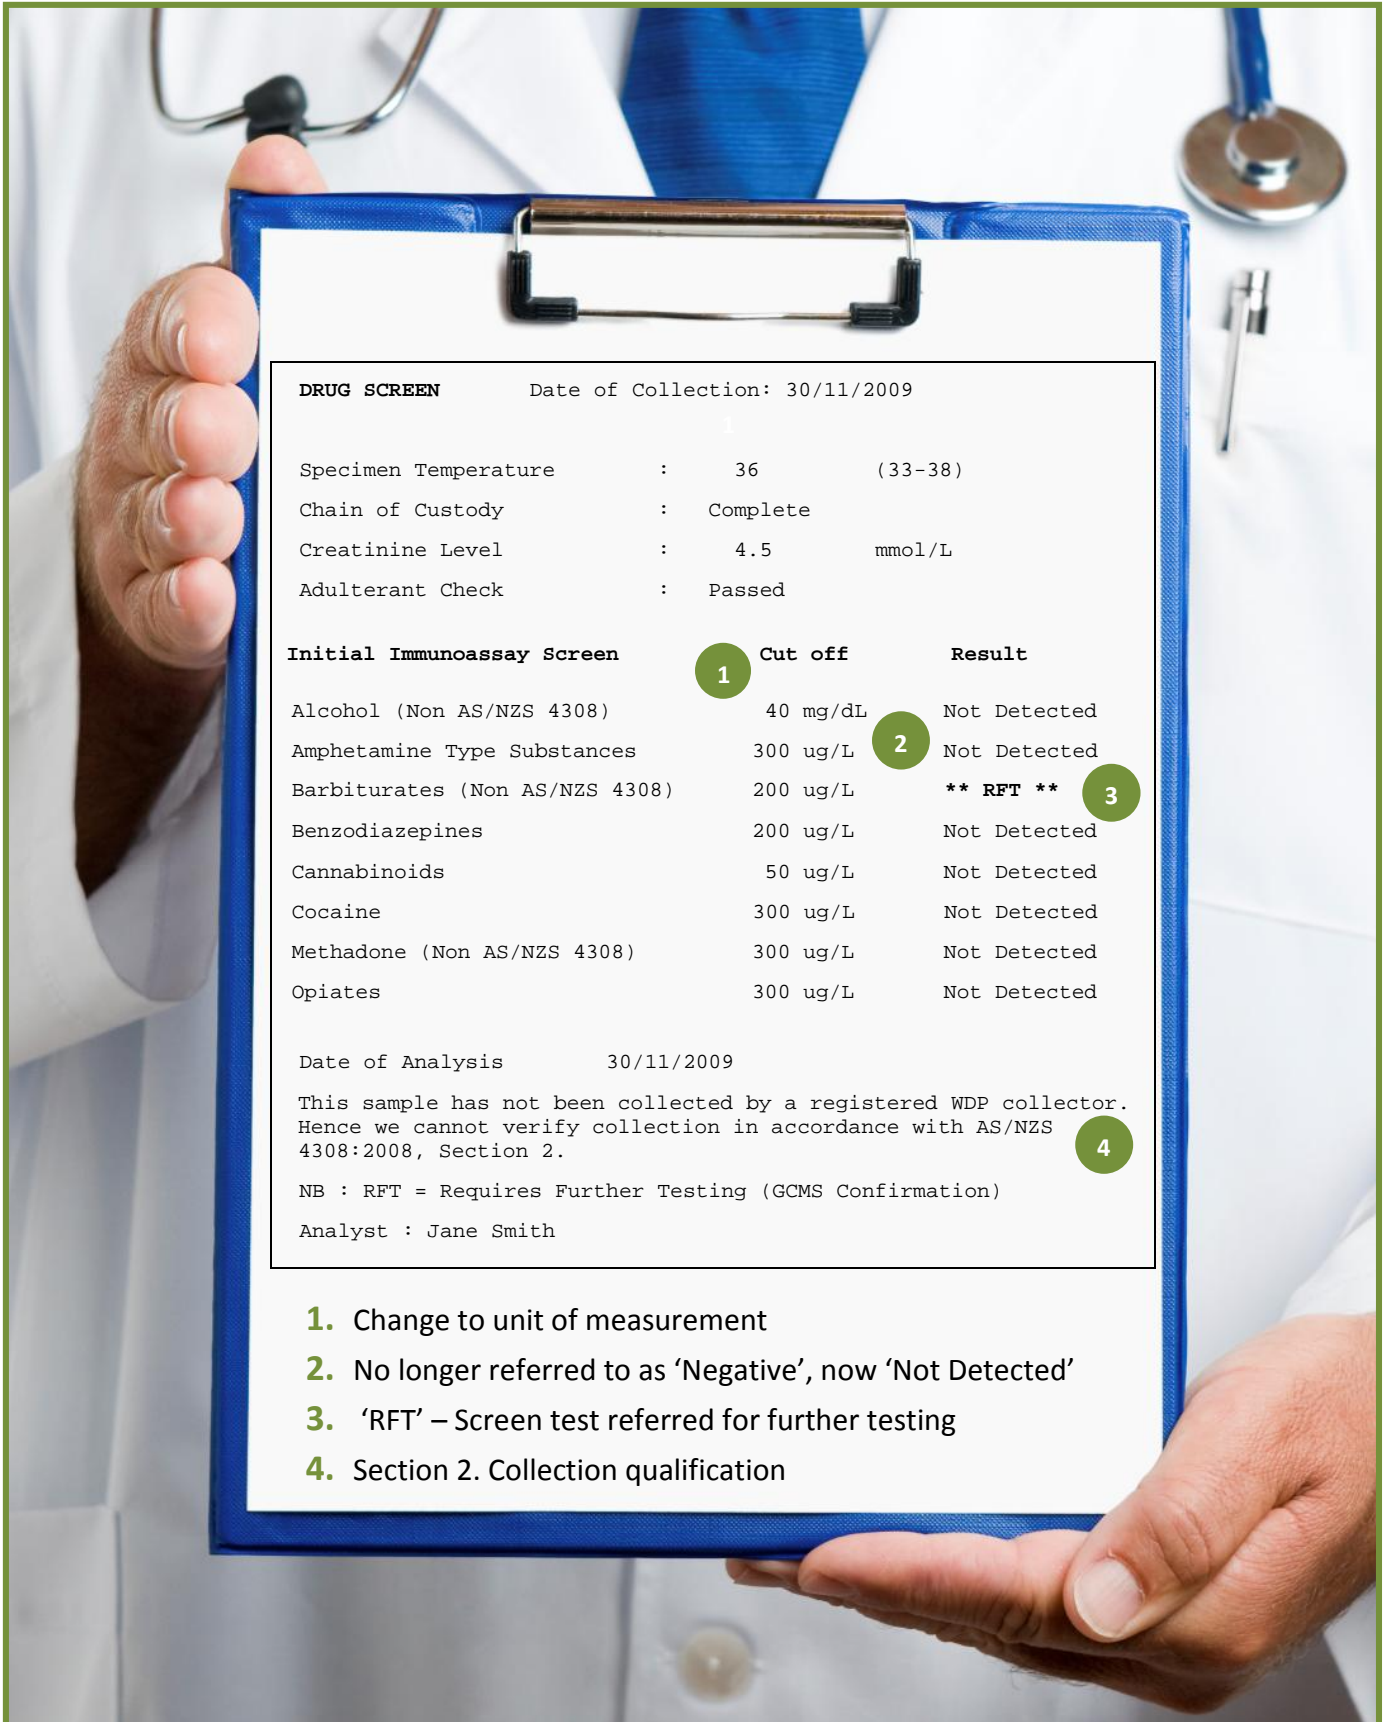 DRUG SCREEN Date of Collection: 30/11/2009
1
Specimen Temperature : 36 (33-38)
Chain of Custody : Complete
Creatinine Level : 4.5 mmol/L
Adulterant Check : Passed
Initial Immunoassay Screen 1 Cut off Result
Alcohol (Non AS/NZS 4308) 40 mg/dL Not Detected
Amphetamine Type Substances 300 ug/L 2 Not Detected
Barbiturates (Non AS/NZS 4308) 200 ug/L ** RFT ** 3
Benzodiazepines 200 ug/L Not Detected
Cannabinoids 50 ug/L Not Detected
Cocaine 300 ug/L Not Detected
Methadone (Non AS/NZS 4308) 300 ug/L Not Detected
Opiates 300 ug/L Not Detected
Date of Analysis 30/11/2009
This sample has not been collected by a registered WDP collector.
Hence we cannot verify collection in accordance with AS/NZS
4308:2008, Section 2. 4
NB : RFT = Requires Further Testing (GCMS Confirmation)
Analyst : Jane Smith
1. Change to unit of measurement
2. No longer referred to as ‘Negative’, now ‘Not Detected’
3. ‘RFT’ – Screen test referred for further testing
4. Section 2. Collection qualification